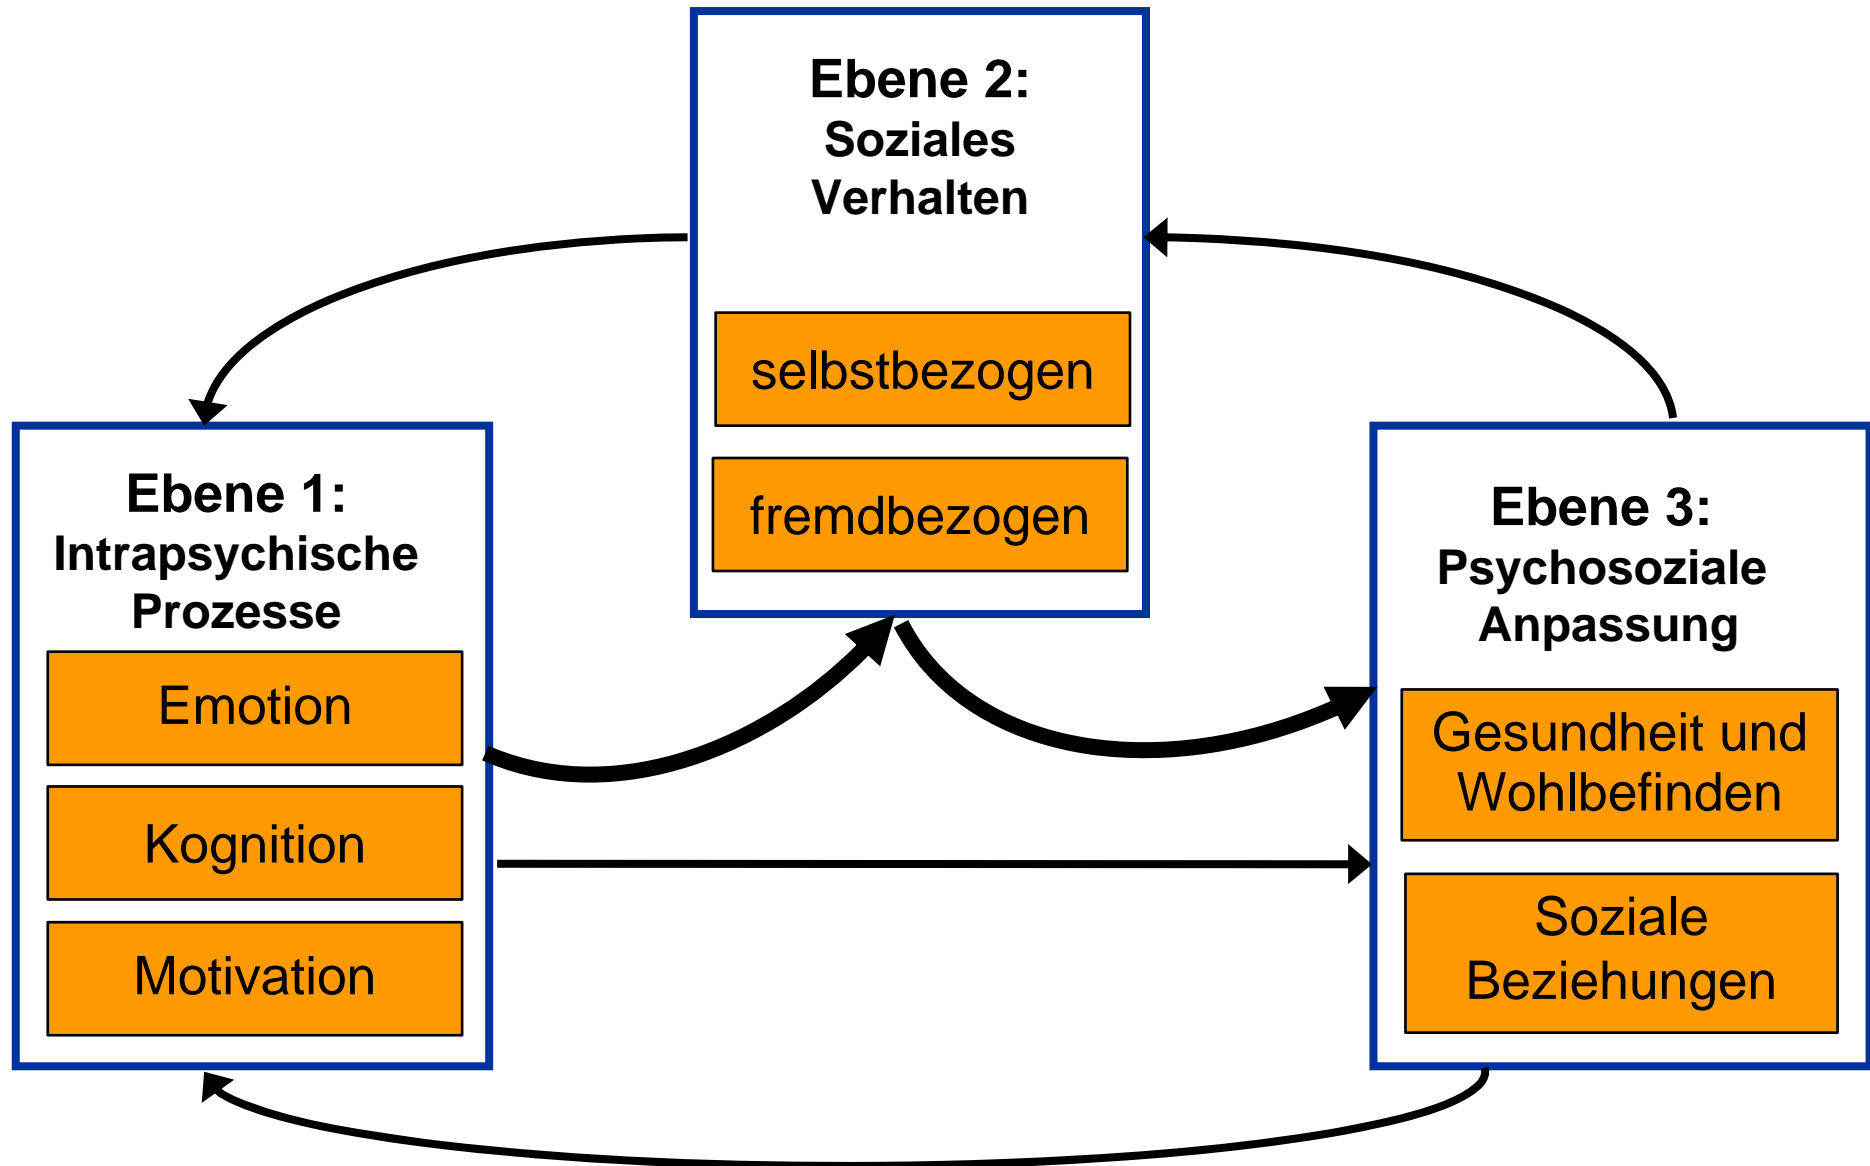 Ebene 2:
Soziales
Verhalten
selbstbezogen
fremdbezogen
Ebene 1:
Intrapsychische
Prozesse
Emotion
Kognition
Motivation
Ebene 3:
Psychosoziale
Anpassung
Gesundheit und
Wohlbefinden
Soziale
Beziehungen